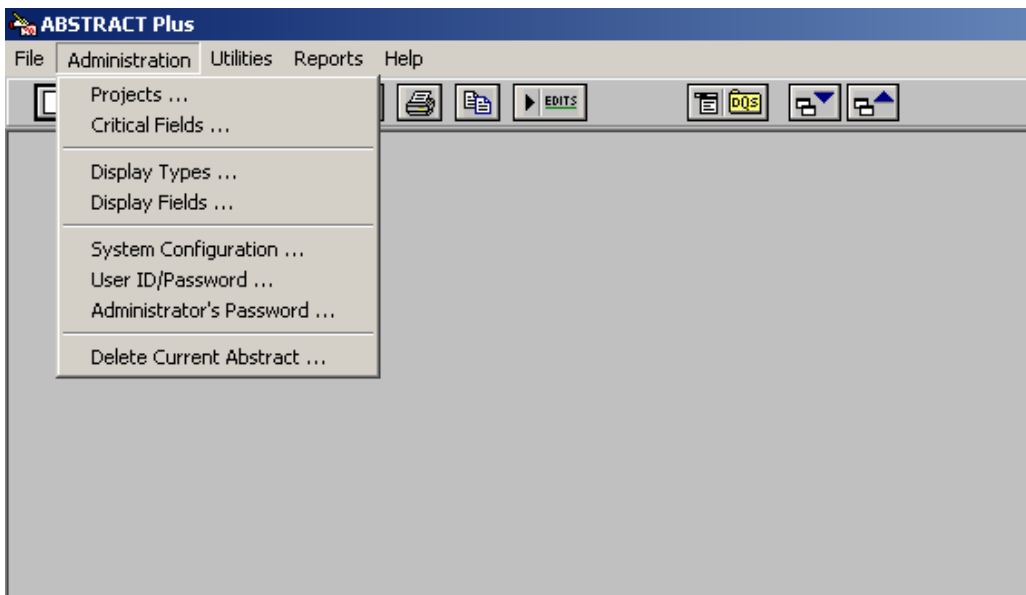 ABSTRACT Plus
File Administration Utilities Reports Help
EDITS DQS
Projects ...
Critical Fields ...
Display Types ...
Display Fields ...
System Configuration ...
User ID/Password ...
Administrator's Password ...
Delete Current Abstract ...